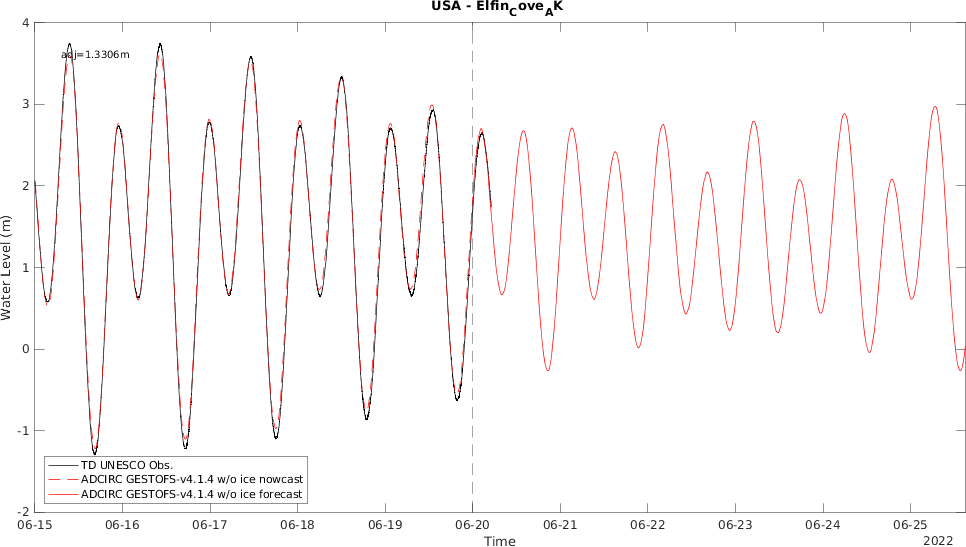 USA - ElfinCoveAK
4
adj=1.3306m
3
2
1
0
-1
-2
Water Level (m)
TD UNESCO Obs.
ADCIRC GESTOFS-v4.1.4 w/o ice nowcast
ADCIRC GESTOFS-v4.1.4 w/o ice forecast
06-15 06-16 06-17 06-18 06-19 06-20 06-21 06-22 06-23 06-24 06-25
Time
2022